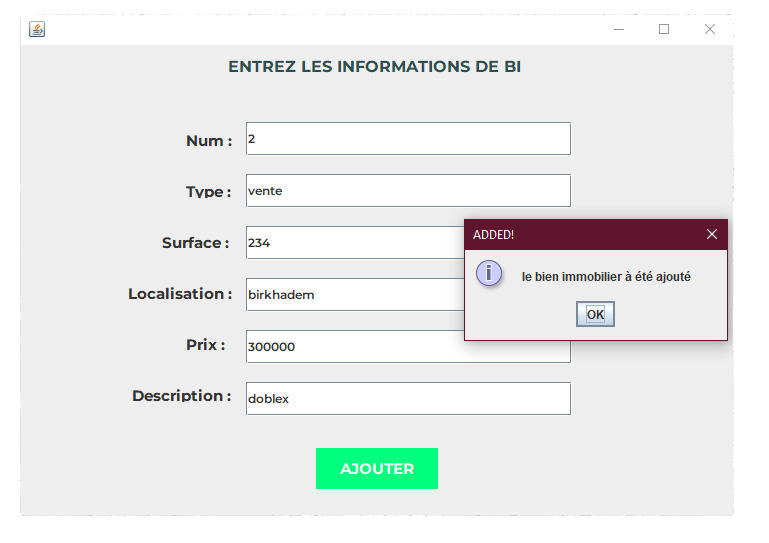 ENTREZ LES INFORMATIONS DE BI
Num : 2
Type : vente
Surface : 234
Localisation : birkhadem
Prix : 300000
Description : doblex
AJOUTER
ADDED!
le bien immobilier à été ajouté
OK